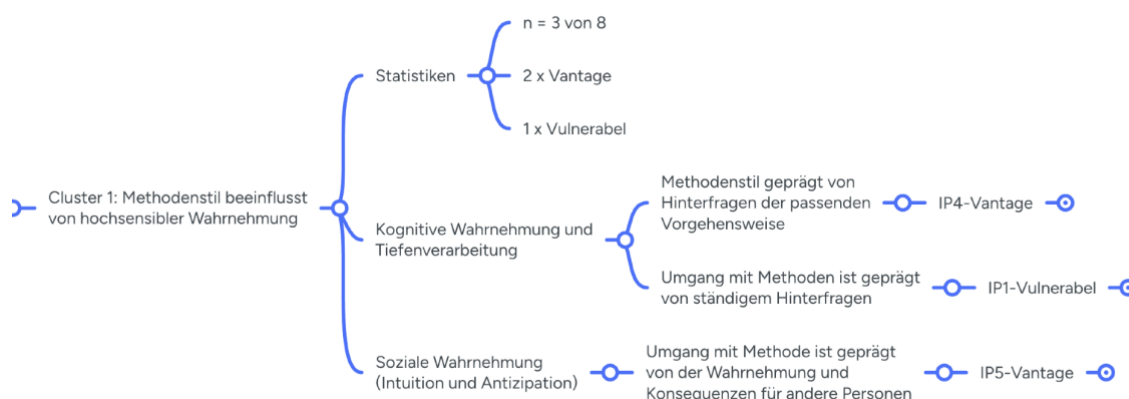 n = 3 von 8
Statistiken
2 x Vantage
1 x Vulnerabel
Cluster 1: Methodenstil beeinflusst
von hochsensibler Wahrnehmung
Kognitive Wahrnehmung und
Tiefenverarbeitung
Methodenstil geprägt von
Hinterfragen der passenden
Vorgehensweise
IP4-Vantage
Umgang mit Methoden ist geprägt
von ständigem Hinterfragen
IP1-Vulnerabel
Soziale Wahrnehmung
(Intuition und Antizipation)
Umgang mit Methode ist geprägt
von der Wahrnehmung und
Konsequenzen für andere Personen
IP5-Vantage